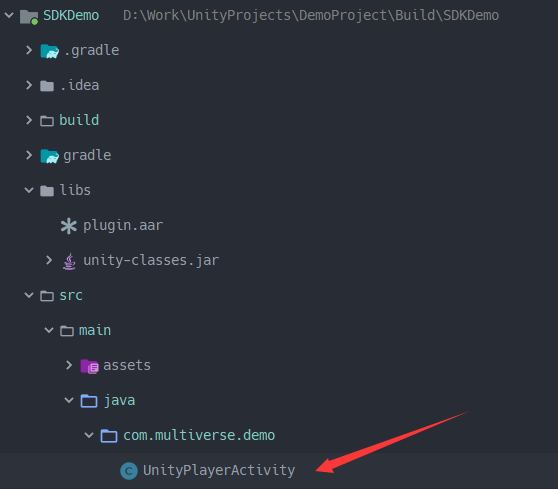 SDKDemo D:\Work\UnityProjects\DemoProject\Build\SDKDemo
.gradle
.idea
build
gradle
libs
plugin.aar
unity-classes.jar
src
main
assets
java
com.multiverse.demo
UnityPlayerActivity